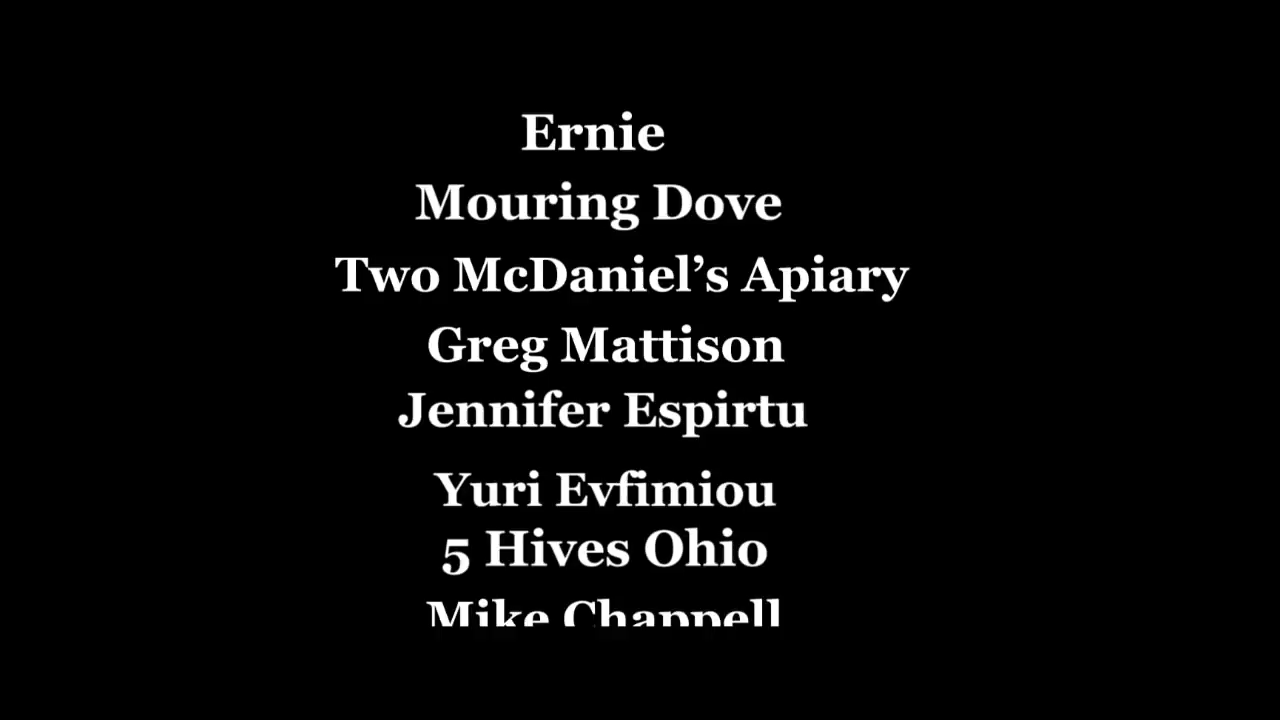 Ernie
Mouring Dove
Two McDaniel’s Apiary
Greg Mattison
Jennifer Espirtu
Yuri Evfimiou
5 Hives Ohio
Mike Chappell